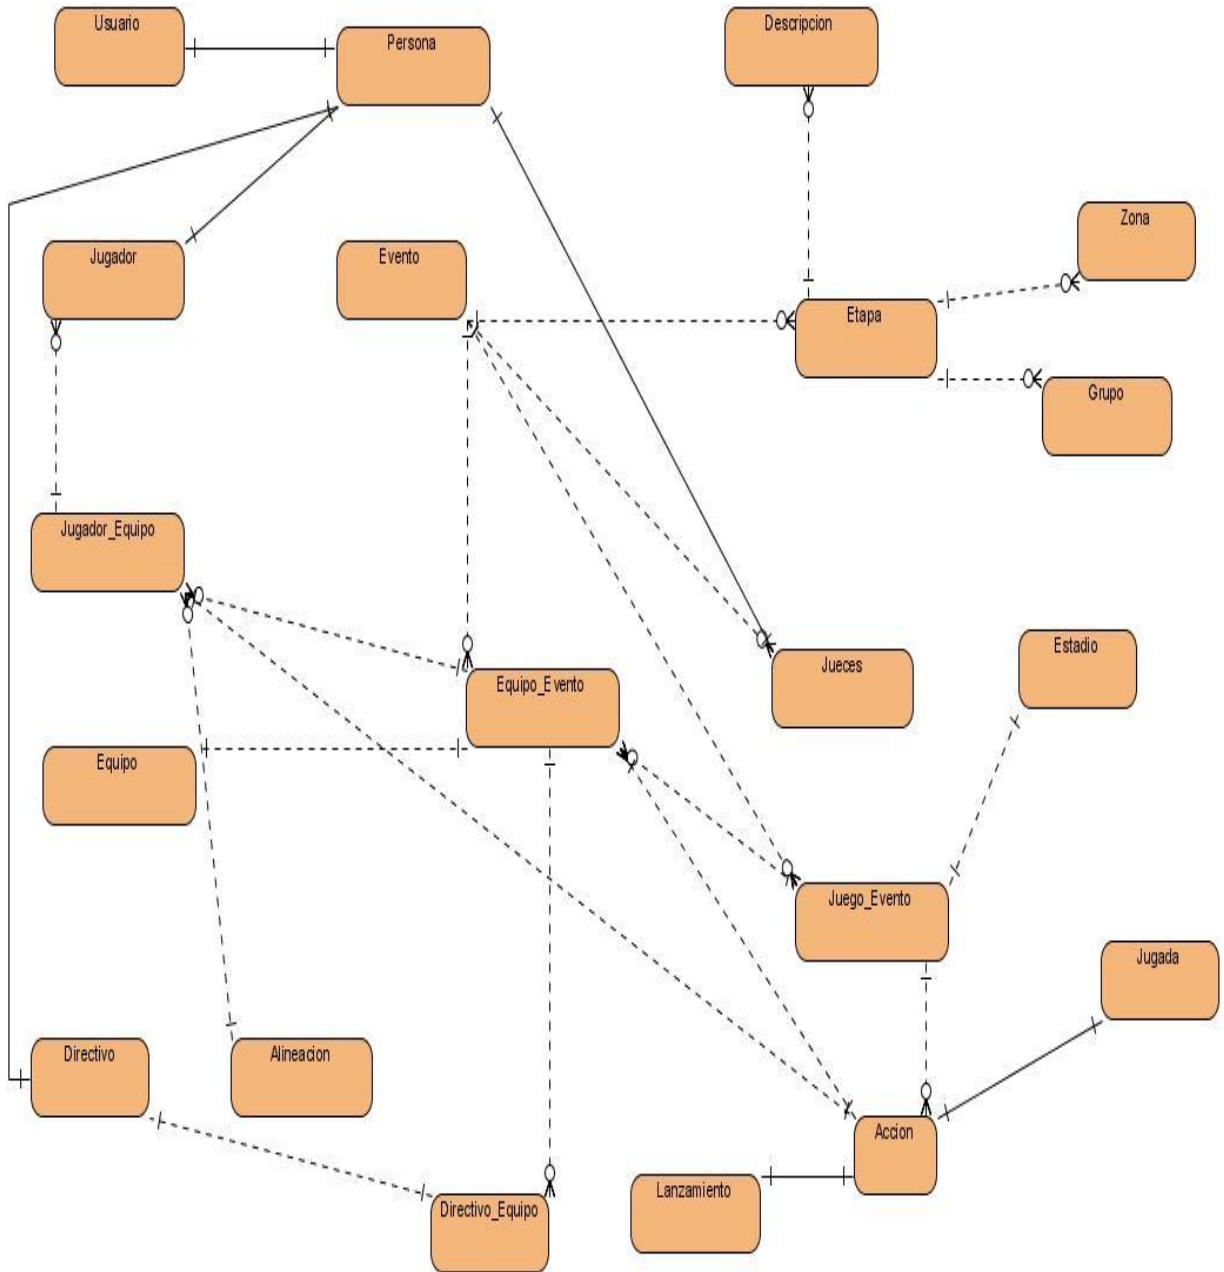 Usuario
Persona
Descripcion
Zona
Jugador
Evento
Etapa
Grupo
Jugador_Equipo
Equipo_Evento
Jueces
Estadio
Equipo
Juego_Evento
Jugada
Directivo
Alineacion
Accion
Lanzamiento
Directivo_Equipo